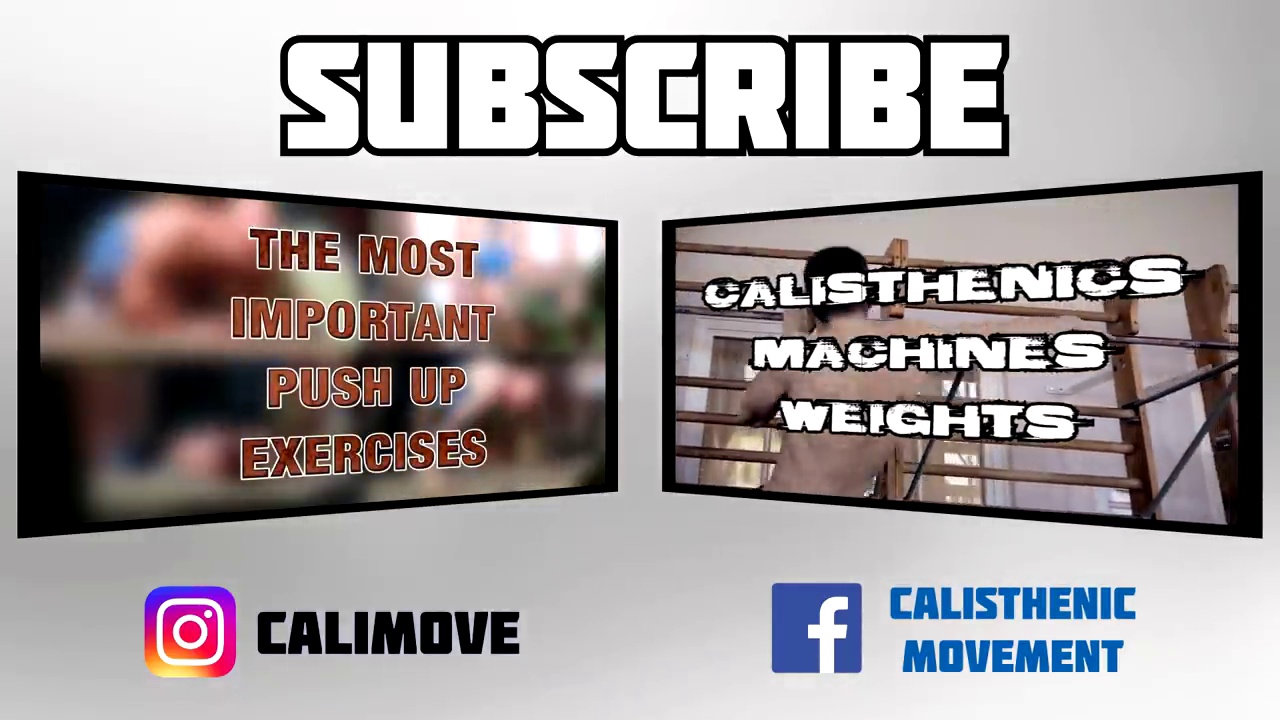 SUBSCRIBE
THE MOST
IMPORTANT
PUSH UP
EXERCISES
CALISTHENICS
MACHINES
WEIGHTS
CALIMOVE
CALISTHENIC
MOVEMENT